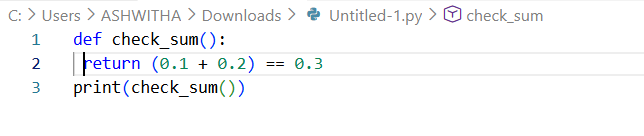 C: > Users > ASHWITHA > Downloads > Untitled-1.py > check_sum
1 def check_sum():
2 return (0.1 + 0.2) == 0.3
3 print(check_sum())